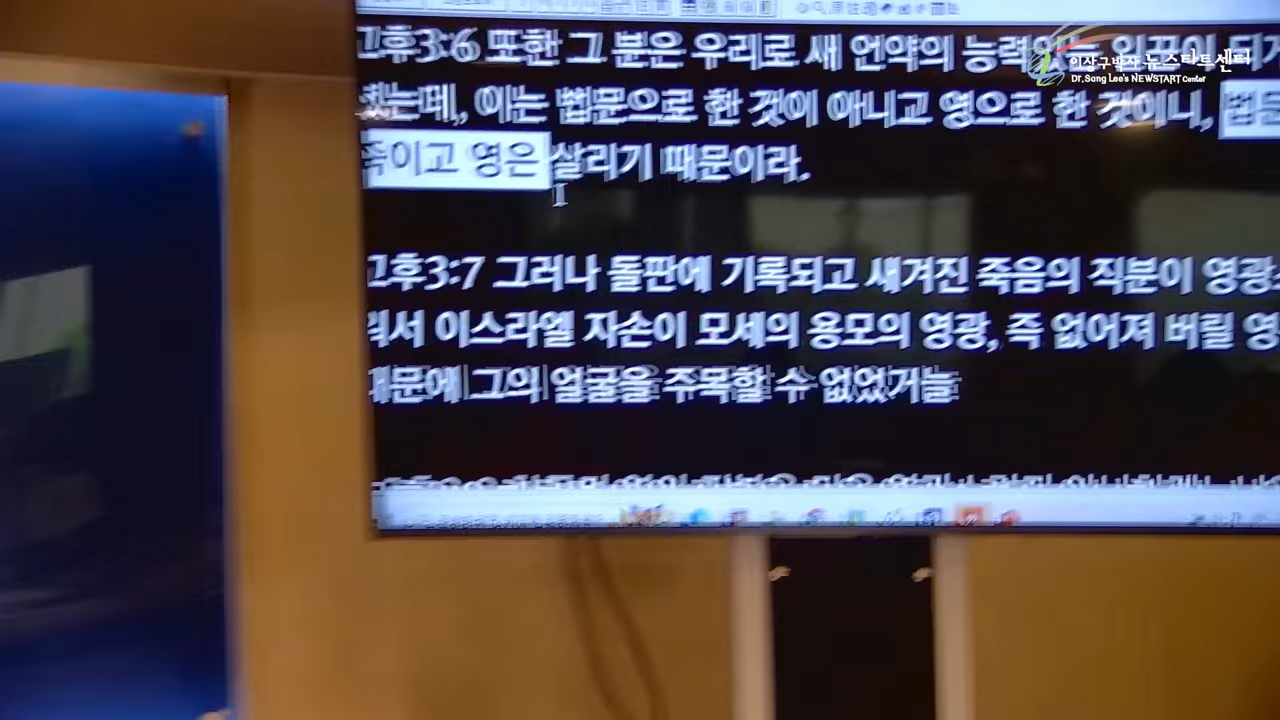 고후3:6 또한 그 분은 우리로 새 언약의 능력있는 일꾼이 되게
이상구박사 뉴스타트센터
Dr.Sang Lee's NEWSTART Center
셨는데, 이는 법문으로 한 것이 아니고 영으로 한 것이니, 법문
죽이고 영은 살리기 때문이라.
고후3:7 그러나 돌판에 기록되고 새겨진 죽음의 직분이 영광
이스라엘 자손이 모세의 용모의 영광, 즉 없어져 버릴 영
때문에 그의 얼굴을 주목할 수 없었거늘